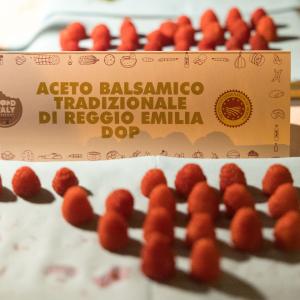 ACETO BALSAMICO
TRADIZIONALE
DI REGGIO EMILIA
DOP